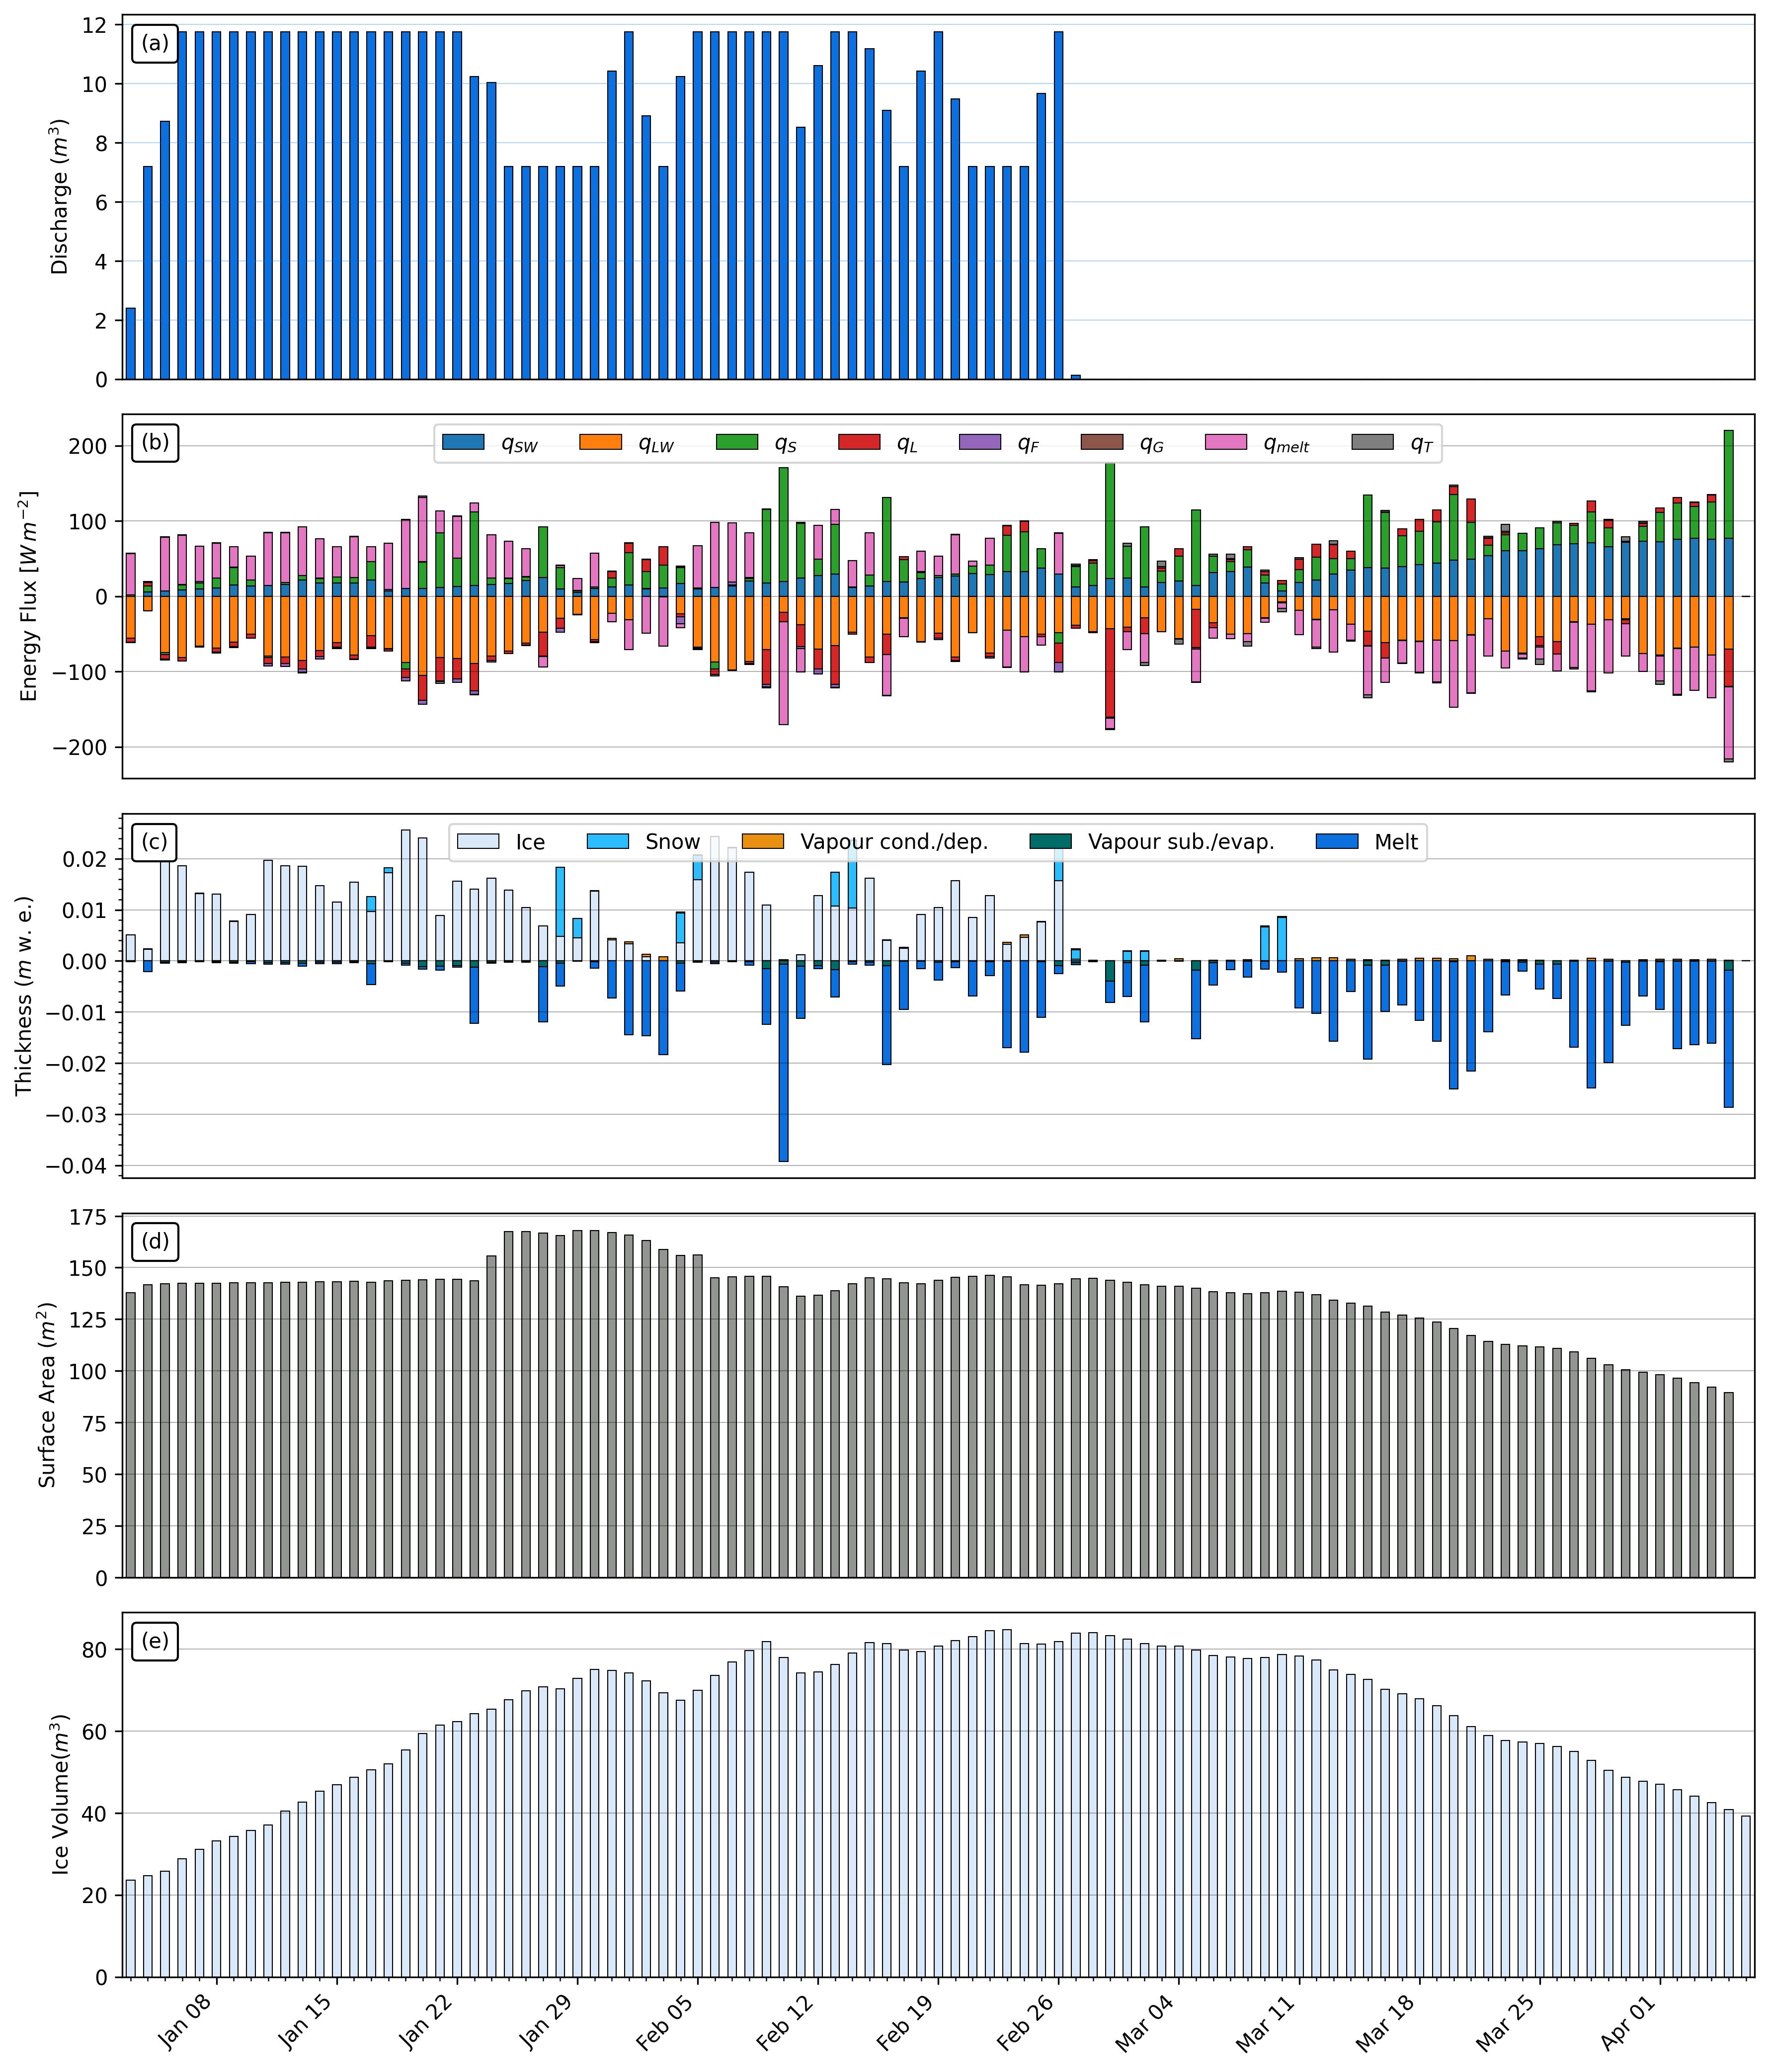 (a)
Discharge (m³)
12
10
8
6
4
2
0
(b)
q_SW q_LW q_S q_L q_F q_G q_melt q_T
Energy Flux [W m⁻²]
200
100
0
−100
−200
(c)
Ice Snow Vapour cond./dep. Vapour sub./evap. Melt
Thickness (m w. e.)
0.02
0.01
0.00
−0.01
−0.02
−0.03
−0.04
(d)
Surface Area (m²)
175
150
125
100
75
50
25
0
(e)
Ice Volume(m³)
80
60
40
20
0
Jan 08 Jan 15 Jan 22 Jan 29 Feb 05 Feb 12 Feb 19 Feb 26 Mar 04 Mar 11 Mar 18 Mar 25 Apr 01